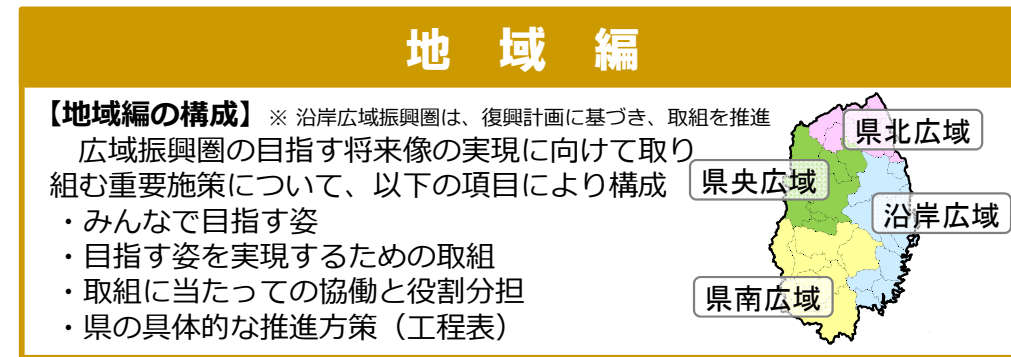 地域編
【地域編の構成】※ 沿岸広域振興圏は、復興計画に基づき、取組を推進
広域振興圏の目指す将来像の実現に向けて取り
組む重要施策について、以下の項目により構成
・みんなで目指す姿
・目指す姿を実現するための取組
・取組に当たっての協働と役割分担
・県の具体的な推進方策（工程表）
県北広域
県央広域
沿岸広域
県南広域